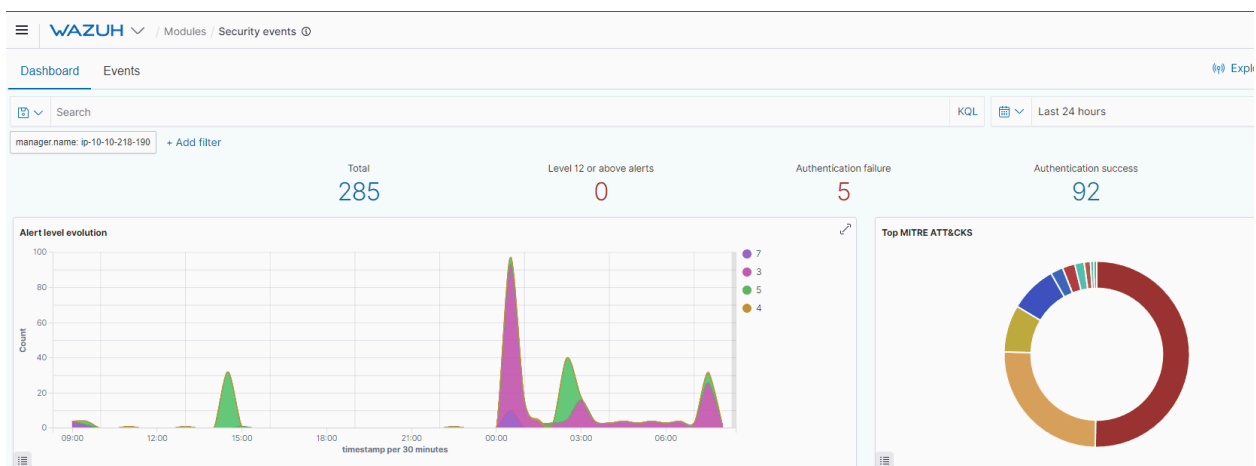 WAZUH / Modules / Security events
Dashboard Events
Explo
Search KQL Last 24 hours
manager.name: ip-10-10-218-190 + Add filter
Total Level 12 or above alerts Authentication failure Authentication success
285 0 5 92
Alert level evolution
Top MITRE ATT&CKS
100
80
60
40
20
0
Count
7
3
5
4
09:00 12:00 15:00 18:00 21:00 00:00 03:00 06:00
timestamp per 30 minutes